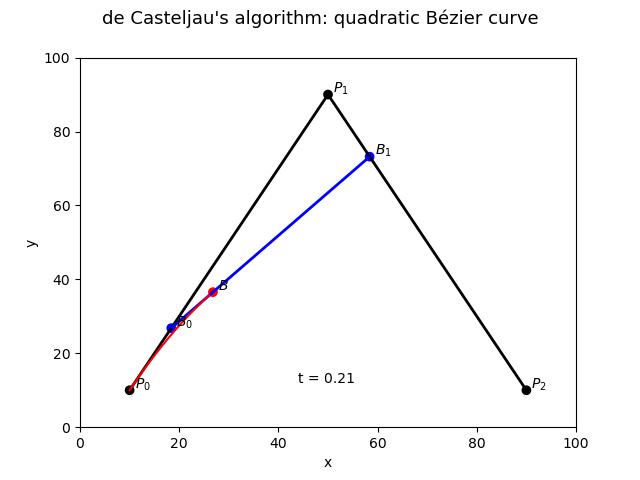 de Casteljau's algorithm: quadratic Bézier curve
100
P₁
B₁
80
60
y
40
B
B₀
20
t = 0.21
P₀
P₂
0
0 20 40 60 80 100
x